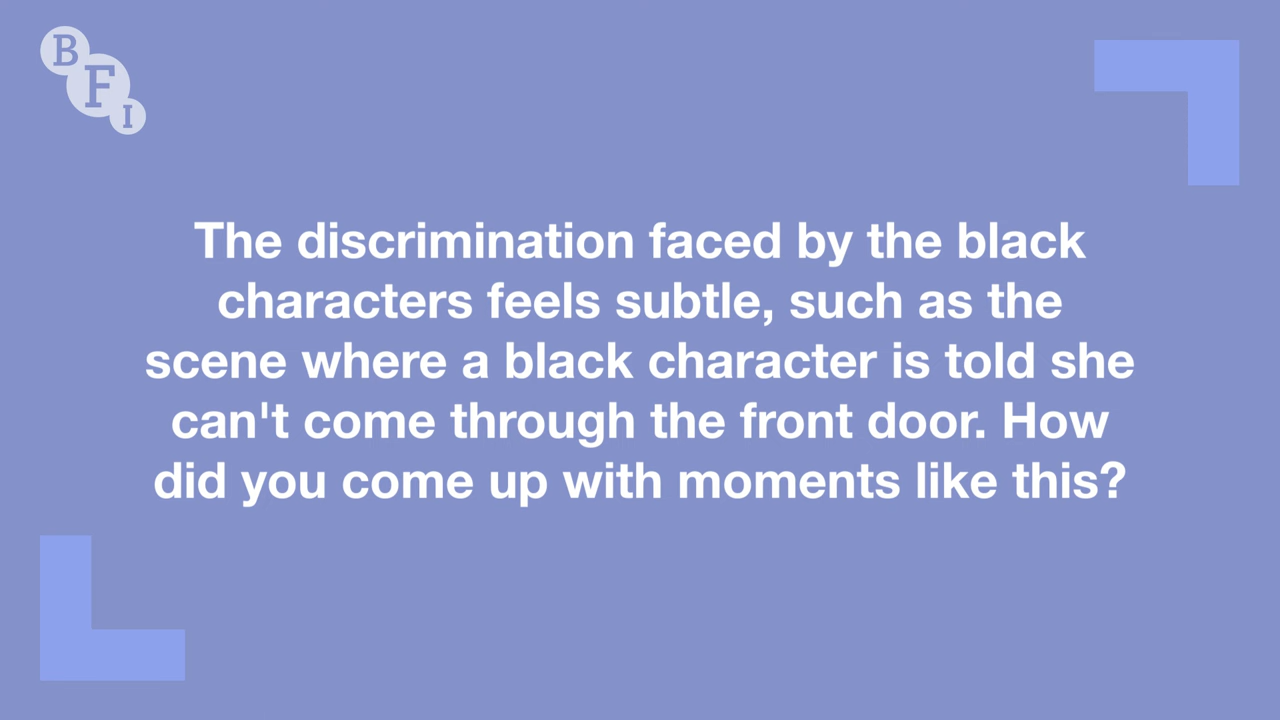 BFI
The discrimination faced by the black
characters feels subtle, such as the
scene where a black character is told she
can't come through the front door. How
did you come up with moments like this?